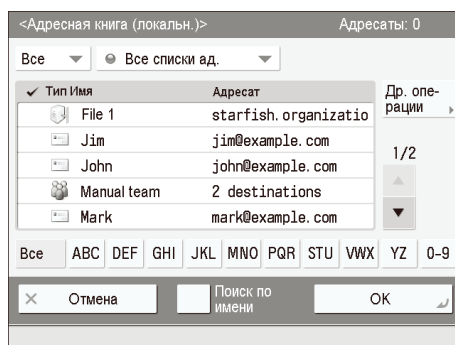 <Адресная книга (локальн.)> Адресаты: 0
Все Все списки ад.
Тип Имя Адресат
Др. опе-
рации
File 1 starfish. organizatio
Jim jim@example. com
John john@example. com
1/2
Manual team 2 destinations
Mark mark@example. com
Все ABC DEF GHI JKL MNO PQR STU VWX YZ 0-9
Отмена Поиск по
имени OK